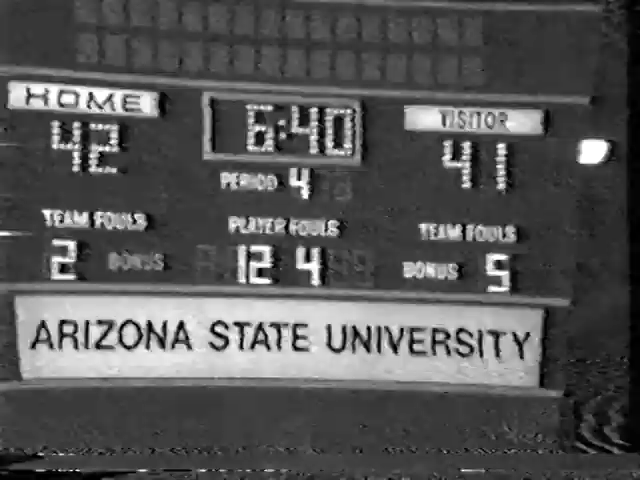 HOME 6:40 VISITOR
42 41
PERIOD 4
TEAM FOULS PLAYER FOULS TEAM FOULS
2 BONUS 12 4 BONUS 5
ARIZONA STATE UNIVERSITY